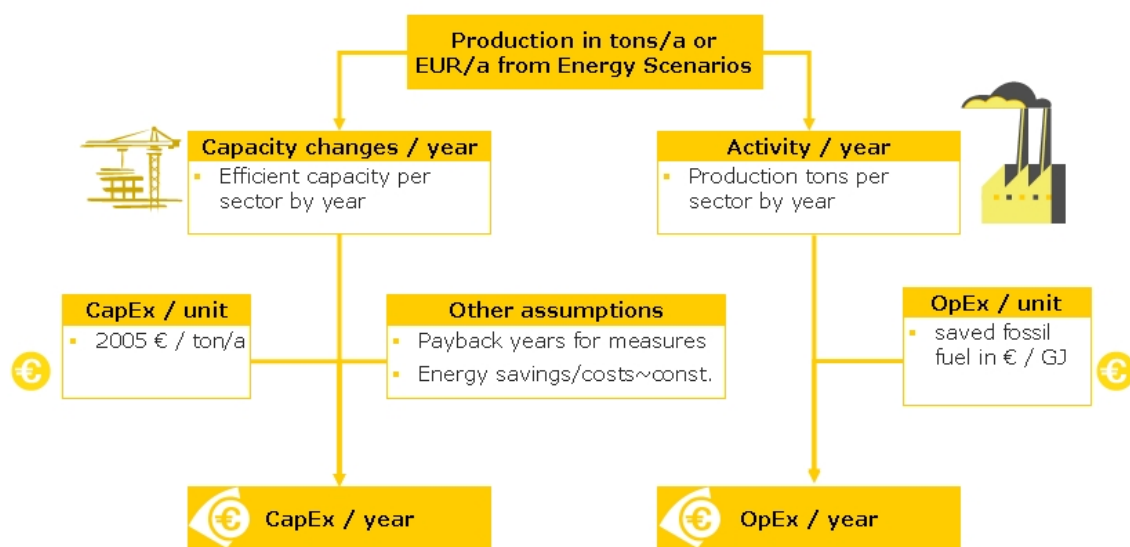 Production in tons/a or
EUR/a from Energy Scenarios
Capacity changes / year
▪ Efficient capacity per
sector by year
Activity / year
▪ Production tons per
sector by year
CapEx / unit
▪ 2005 € / ton/a
Other assumptions
▪ Payback years for measures
▪ Energy savings/costs~const.
OpEx / unit
▪ saved fossil
fuel in € / GJ
€
€
€ CapEx / year
€ OpEx / year